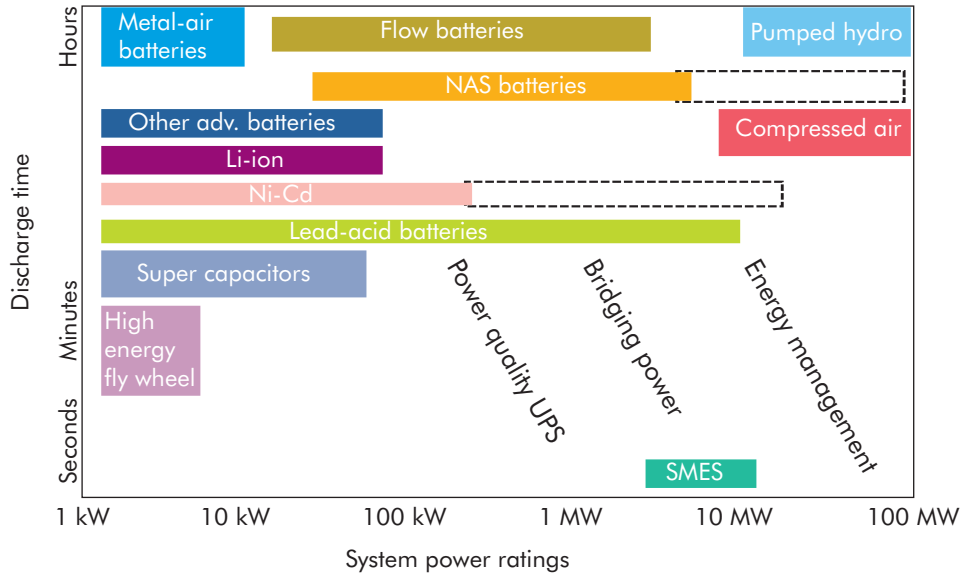 Hours
Minutes
Seconds
Discharge time
Metal-air
batteries
Flow batteries
Pumped hydro
NAS batteries
Other adv. batteries
Compressed air
Li-ion
Ni-Cd
Lead-acid batteries
Super capacitors
High
energy
fly wheel
Power quality UPS
Bridging power
Energy management
SMES
1 kW
10 kW
100 kW
1 MW
10 MW
100 MW
System power ratings